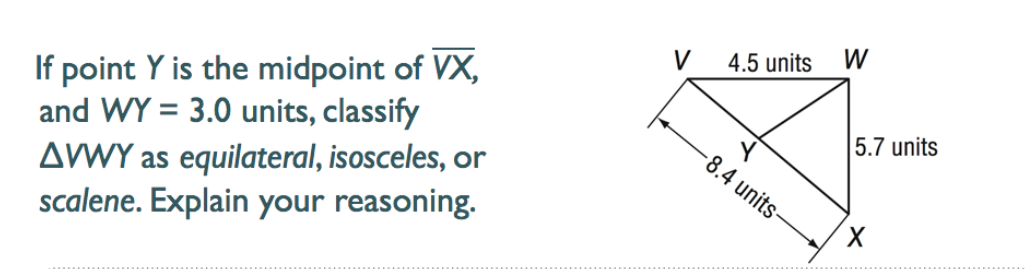 If point Y is the midpoint of VX,
and WY = 3.0 units, classify
△VWY as equilateral, isosceles, or
scalene. Explain your reasoning.
V 4.5 units W
Y
5.7 units
8.4 units
X